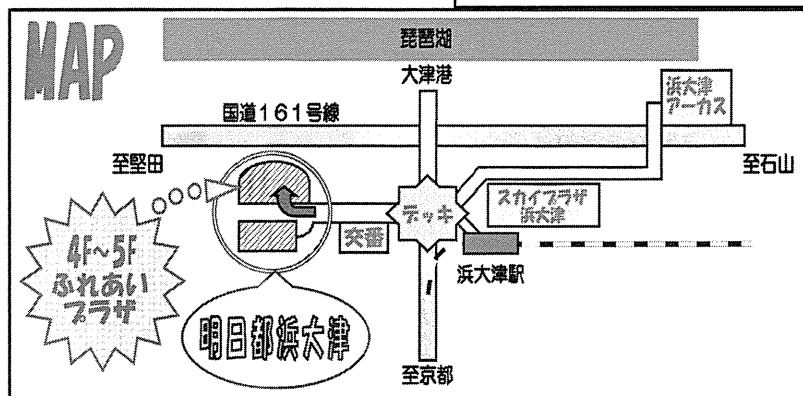 MAP
琵琶湖
大津港
浜大津
アーカス
国道161号線
至堅田
至石山
スカイプラザ
浜大津
デッキ
交番
4F~5F
ふれあい
プラザ
浜大津駅
明日都浜大津
至京都